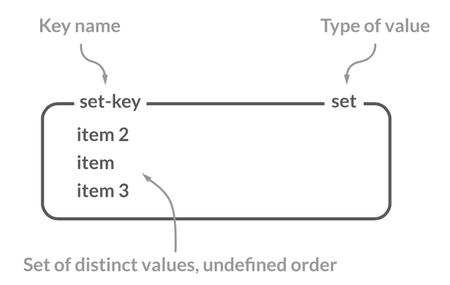 Key name
Type of value
set-key
set
item 2
item
item 3
Set of distinct values, undefined order